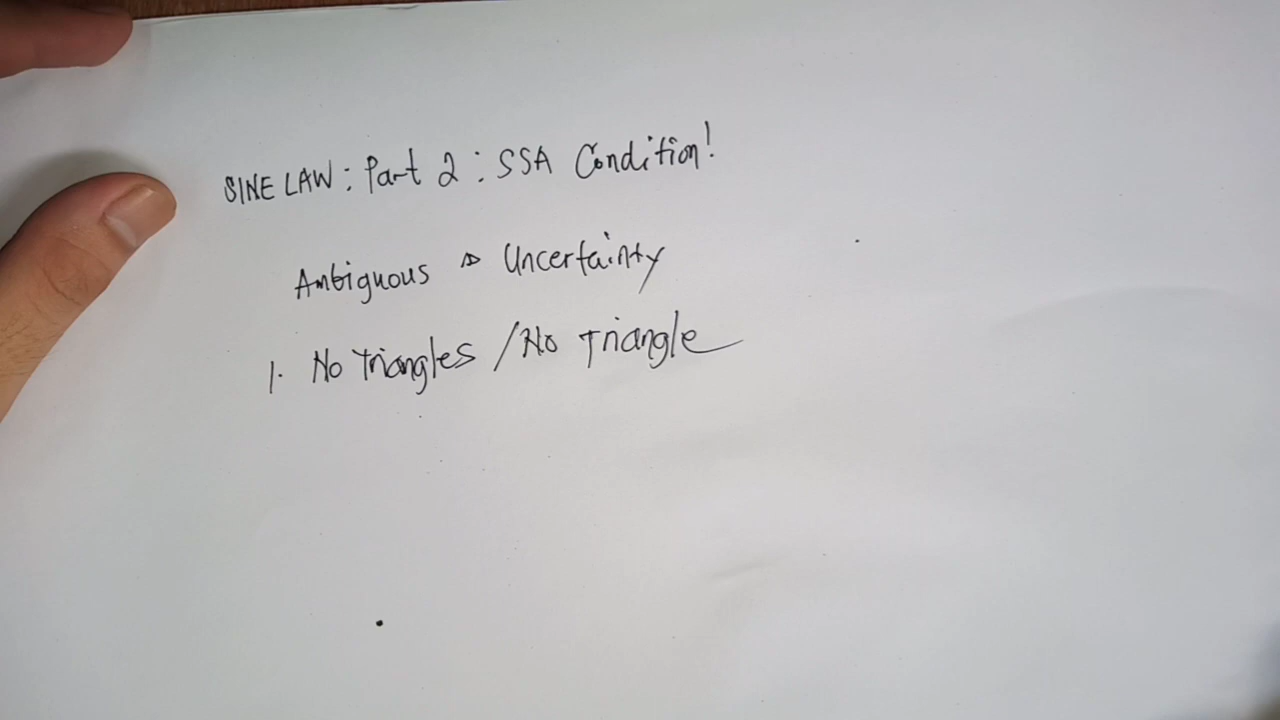 SINE LAW : Part 2 : SSA Condition!
Ambiguous → Uncertainty
1. No Triangles / No Triangle